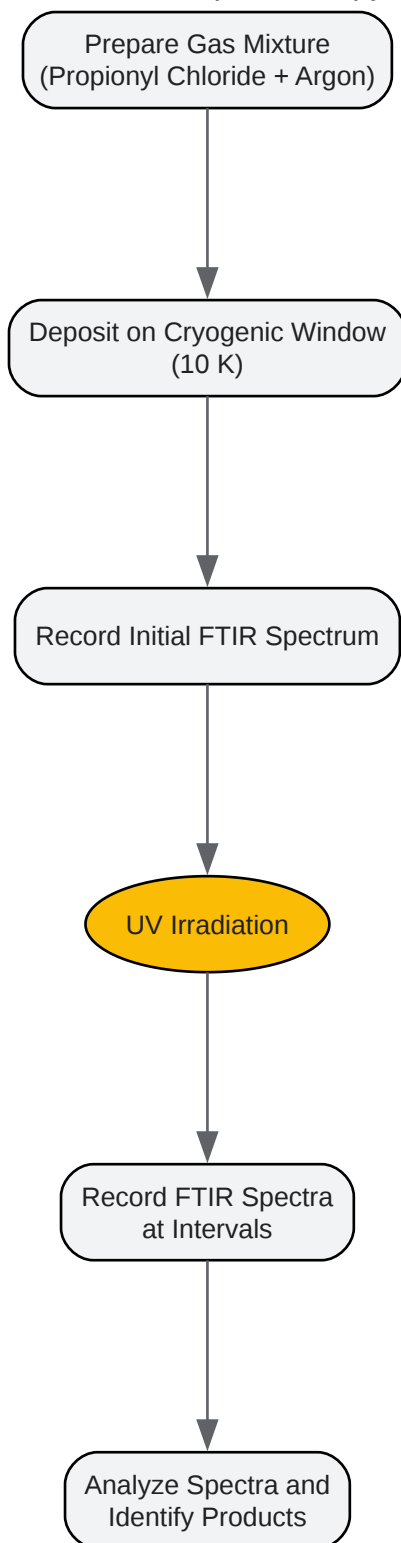 Prepare Gas Mixture
(Propionyl Chloride + Argon)
Deposit on Cryogenic Window
(10 K)
Record Initial FTIR Spectrum
UV Irradiation
Record FTIR Spectra
at Intervals
Analyze Spectra and
Identify Products